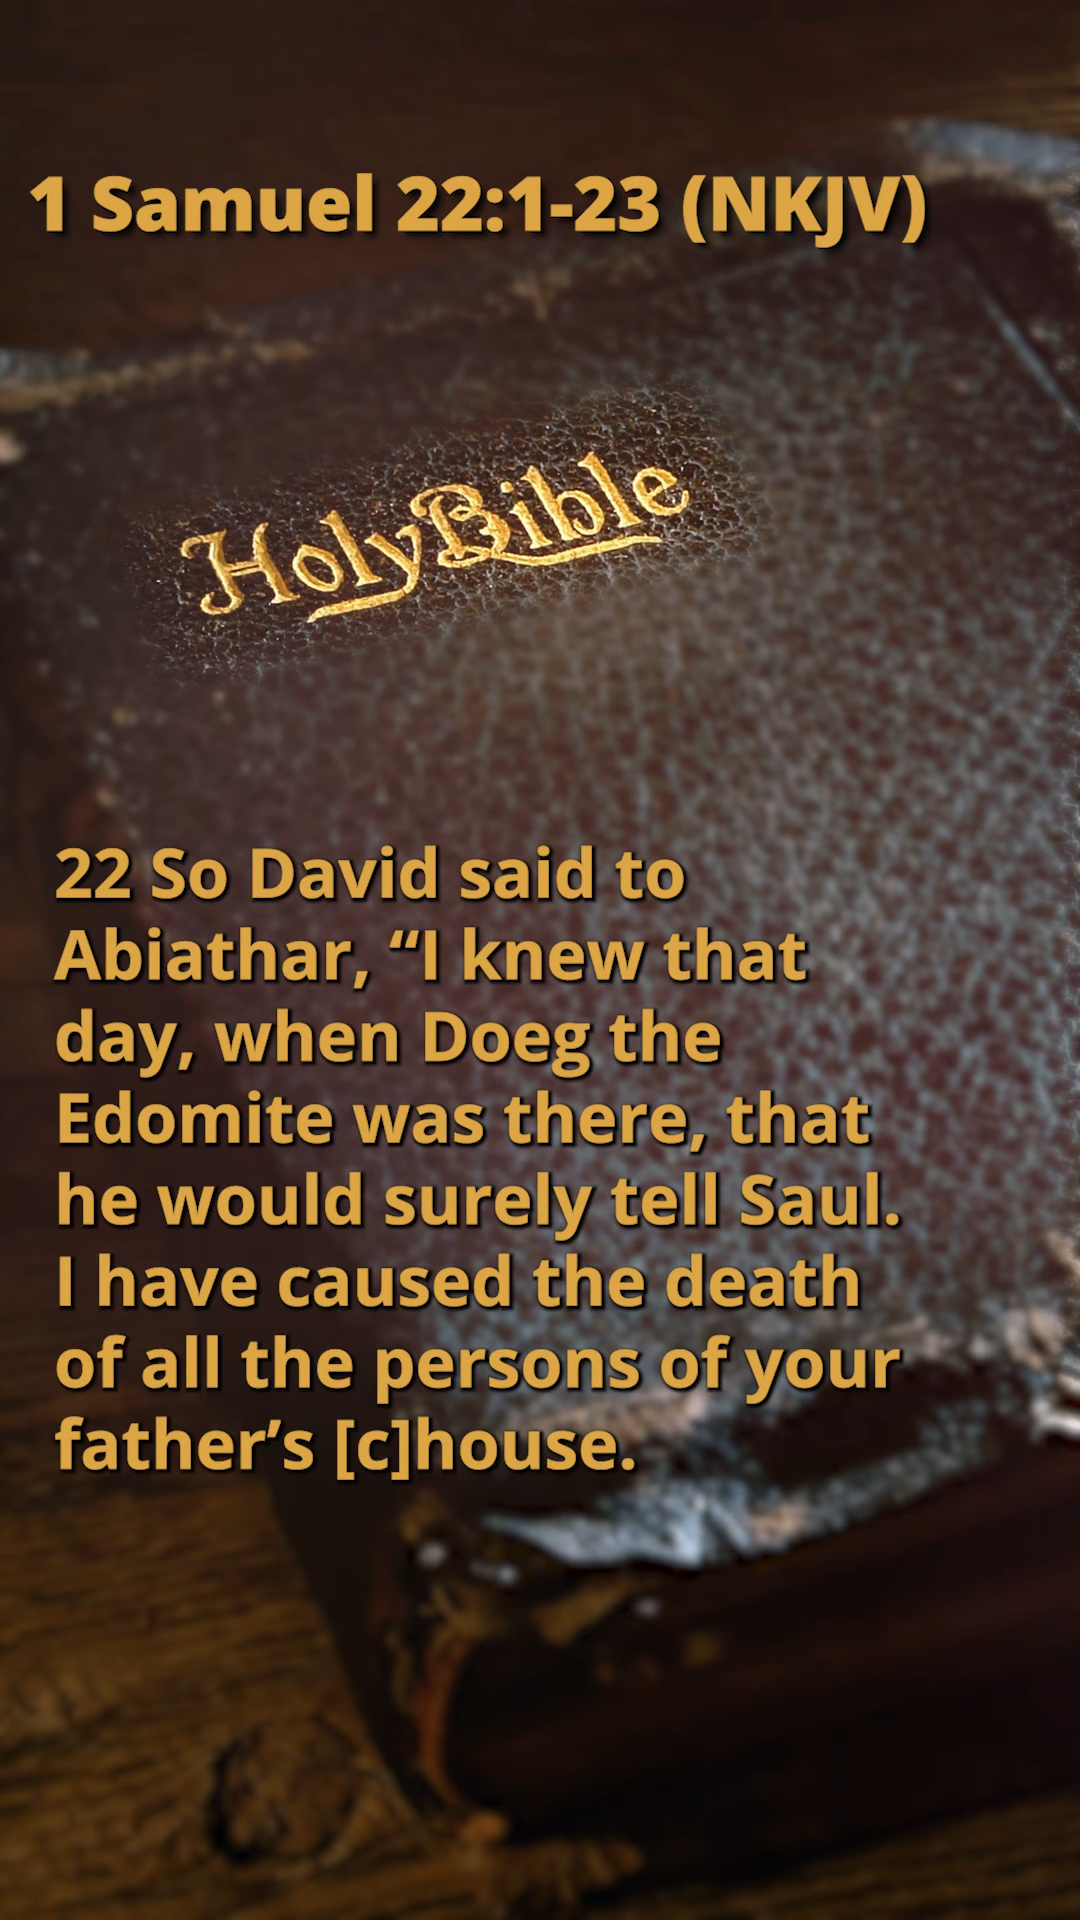 1 Samuel 22:1-23 (NKJV)
Holy Bible
22 So David said to
Abiathar, “I knew that
day, when Doeg the
Edomite was there, that
he would surely tell Saul.
I have caused the death
of all the persons of your
father’s [c]house.